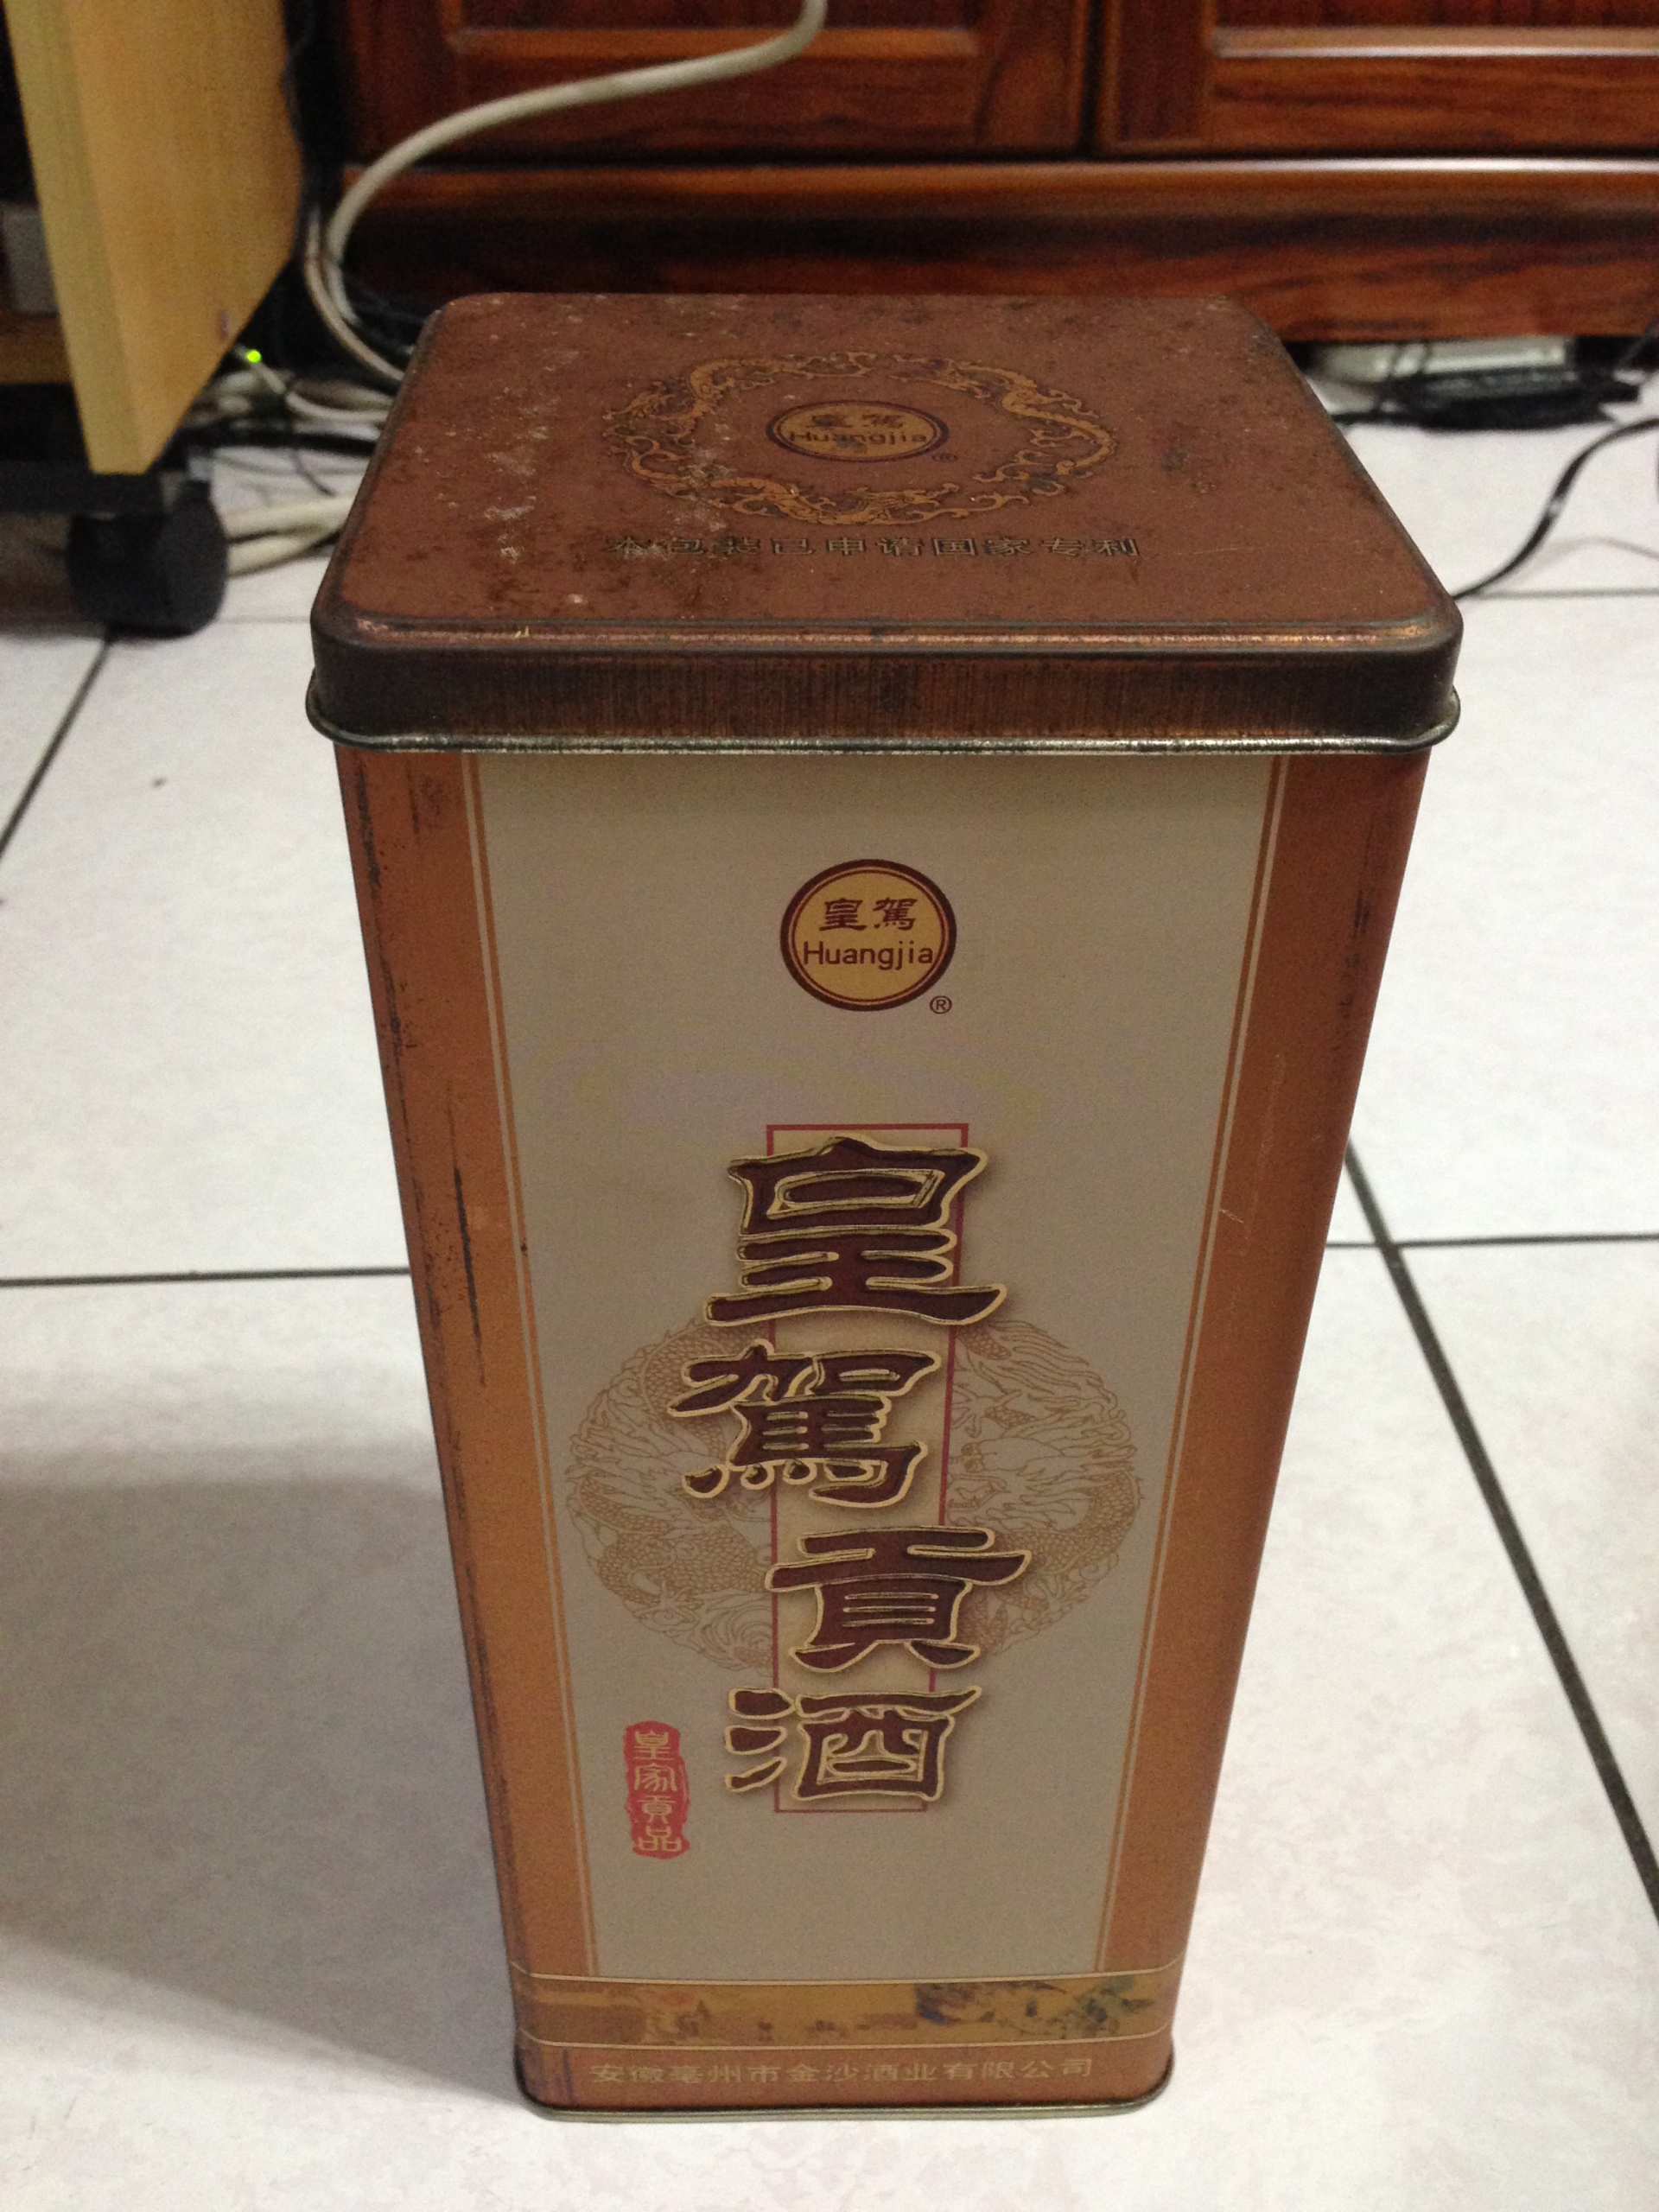 皇駕
Huangjia
®
本包装已申请国家专利
皇駕
Huangjia
®
皇駕貢酒
皇家貢品
安徽亳州市金沙酒业有限公司